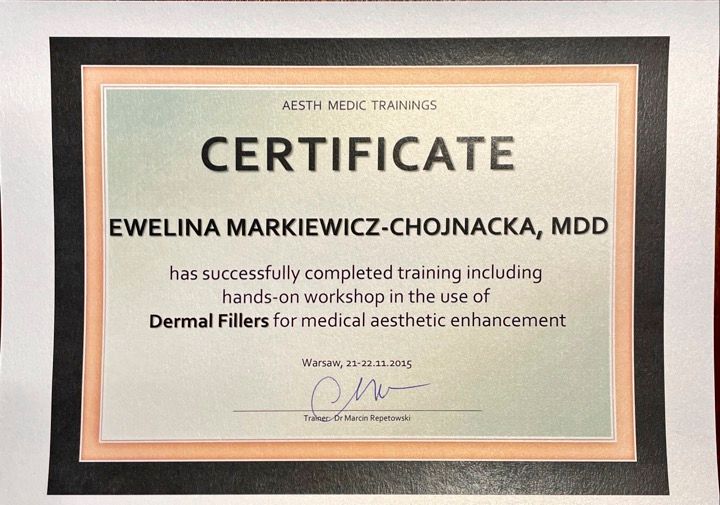 AESTH MEDIC TRAININGS
CERTIFICATE
EWELINA MARKIEWICZ-CHOJNACKA, MDD
has successfully completed training including
hands-on workshop in the use of
Dermal Fillers for medical aesthetic enhancement
Warsaw, 21-22.11.2015
Trainer: Dr Marcin Repetowski